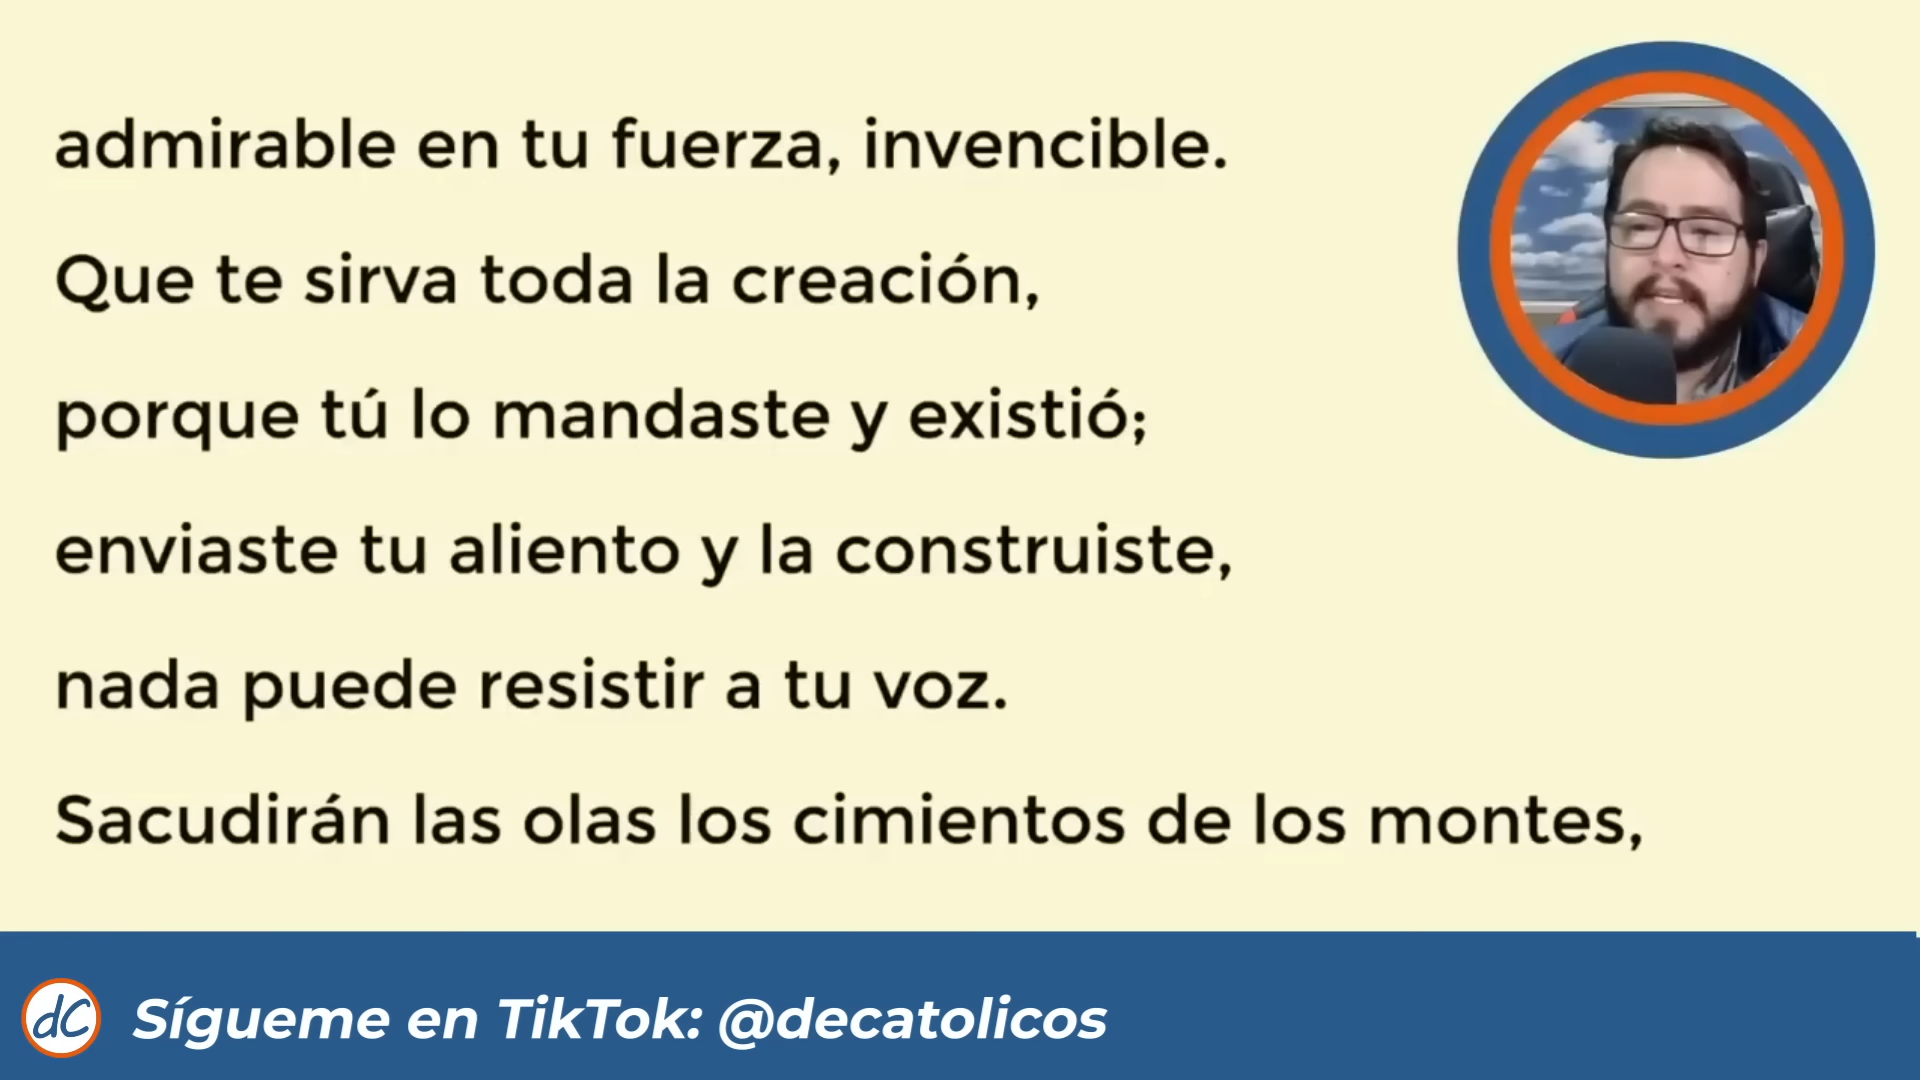 admirable en tu fuerza, invencible.
Que te sirva toda la creación,
porque tú lo mandaste y existió;
enviaste tu aliento y la construiste,
nada puede resistir a tu voz.
Sacudirán las olas los cimientos de los montes,
dC Sígueme en TikTok: @decatolicos